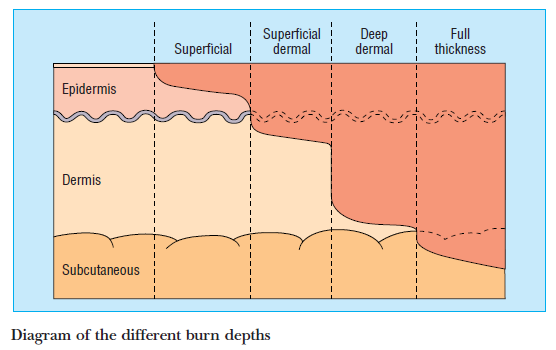 Superficial
Superficial
dermal
Deep
dermal
Full
thickness
Epidermis
Dermis
Subcutaneous
Diagram of the different burn depths